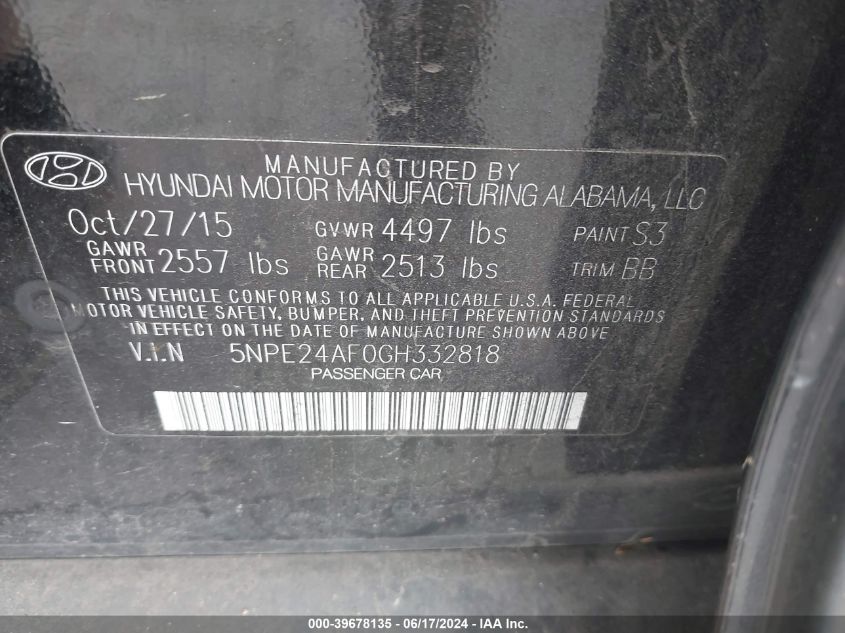 MANUFACTURED BY
HYUNDAI MOTOR MANUFACTURING ALABAMA, LLC
Oct/27/15 GVWR 4497 lbs PAINT S3
GAWR FRONT 2557 lbs GAWR REAR 2513 lbs TRIM BB
THIS VEHICLE CONFORMS TO ALL APPLICABLE U.S.A. FEDERAL
MOTOR VEHICLE SAFETY, BUMPER, AND THEFT PREVENTION STANDARDS
IN EFFECT ON THE DATE OF MANUFACTURE SHOWN ABOVE.
V.I.N 5NPE24AF0GH332818
PASSENGER CAR
000-39678135 - 06/17/2024 - IAAI.COM